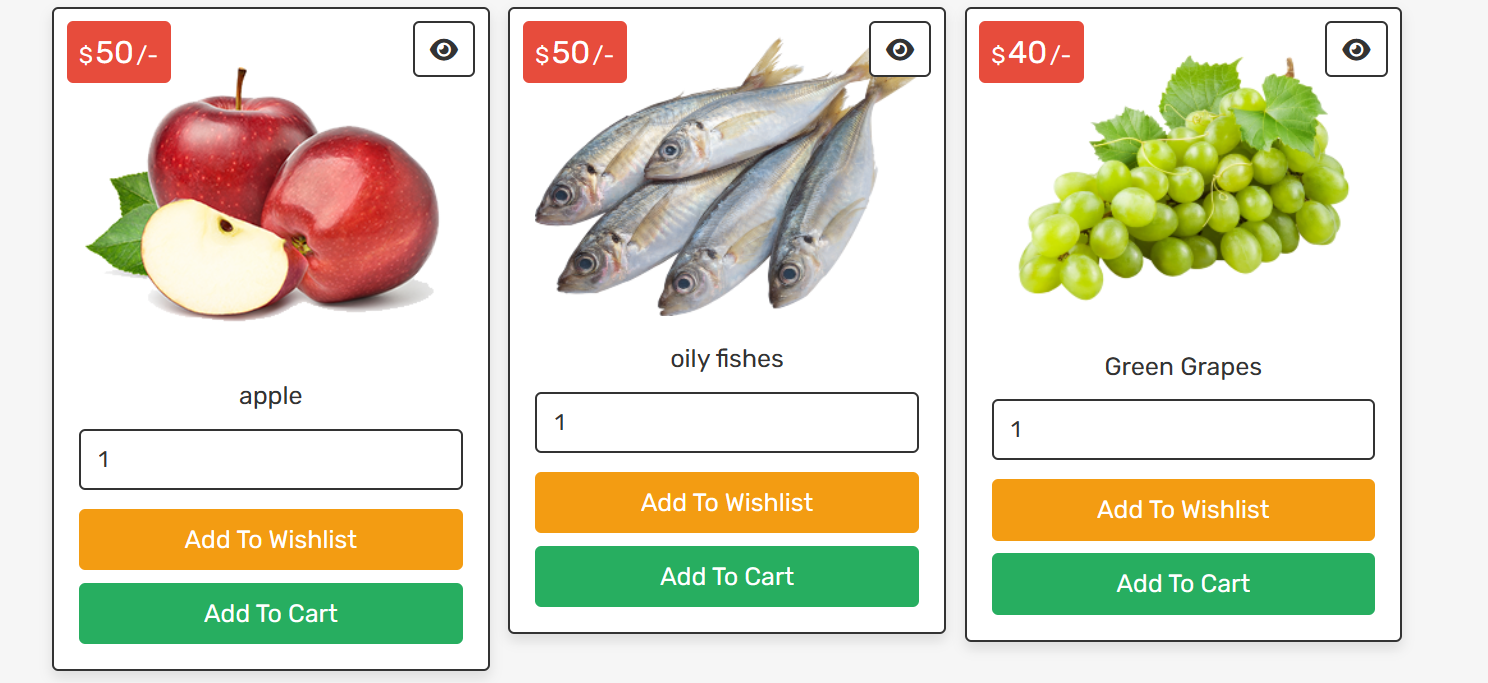 $50/-
apple
1
Add To Wishlist
Add To Cart
$50/-
oily fishes
1
Add To Wishlist
Add To Cart
$40/-
Green Grapes
1
Add To Wishlist
Add To Cart